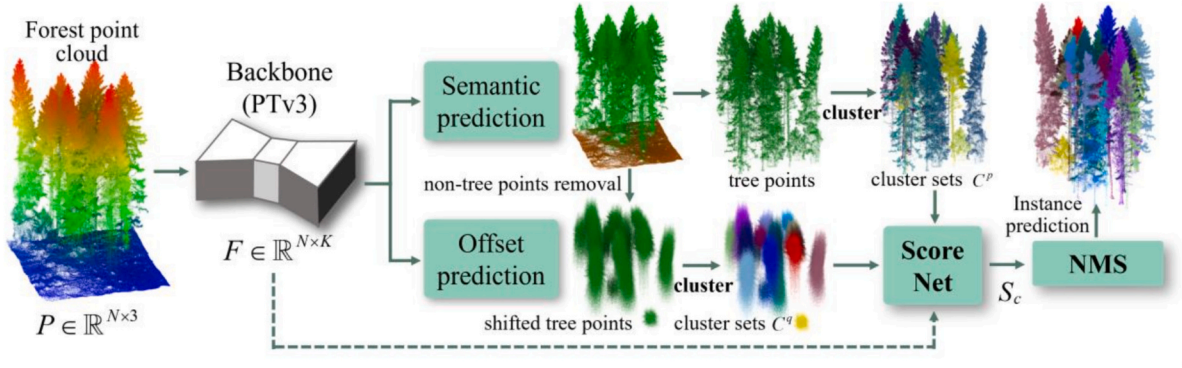 Forest point
cloud
P ∈ ℝ^{N×3}
Backbone
(PTv3)
F ∈ ℝ^{N×K}
Semantic
prediction
non-tree points removal
Offset
prediction
tree points
cluster
cluster sets C^p
shifted tree points
cluster
cluster sets C^q
Score
Net
S_c
NMS
Instance
prediction